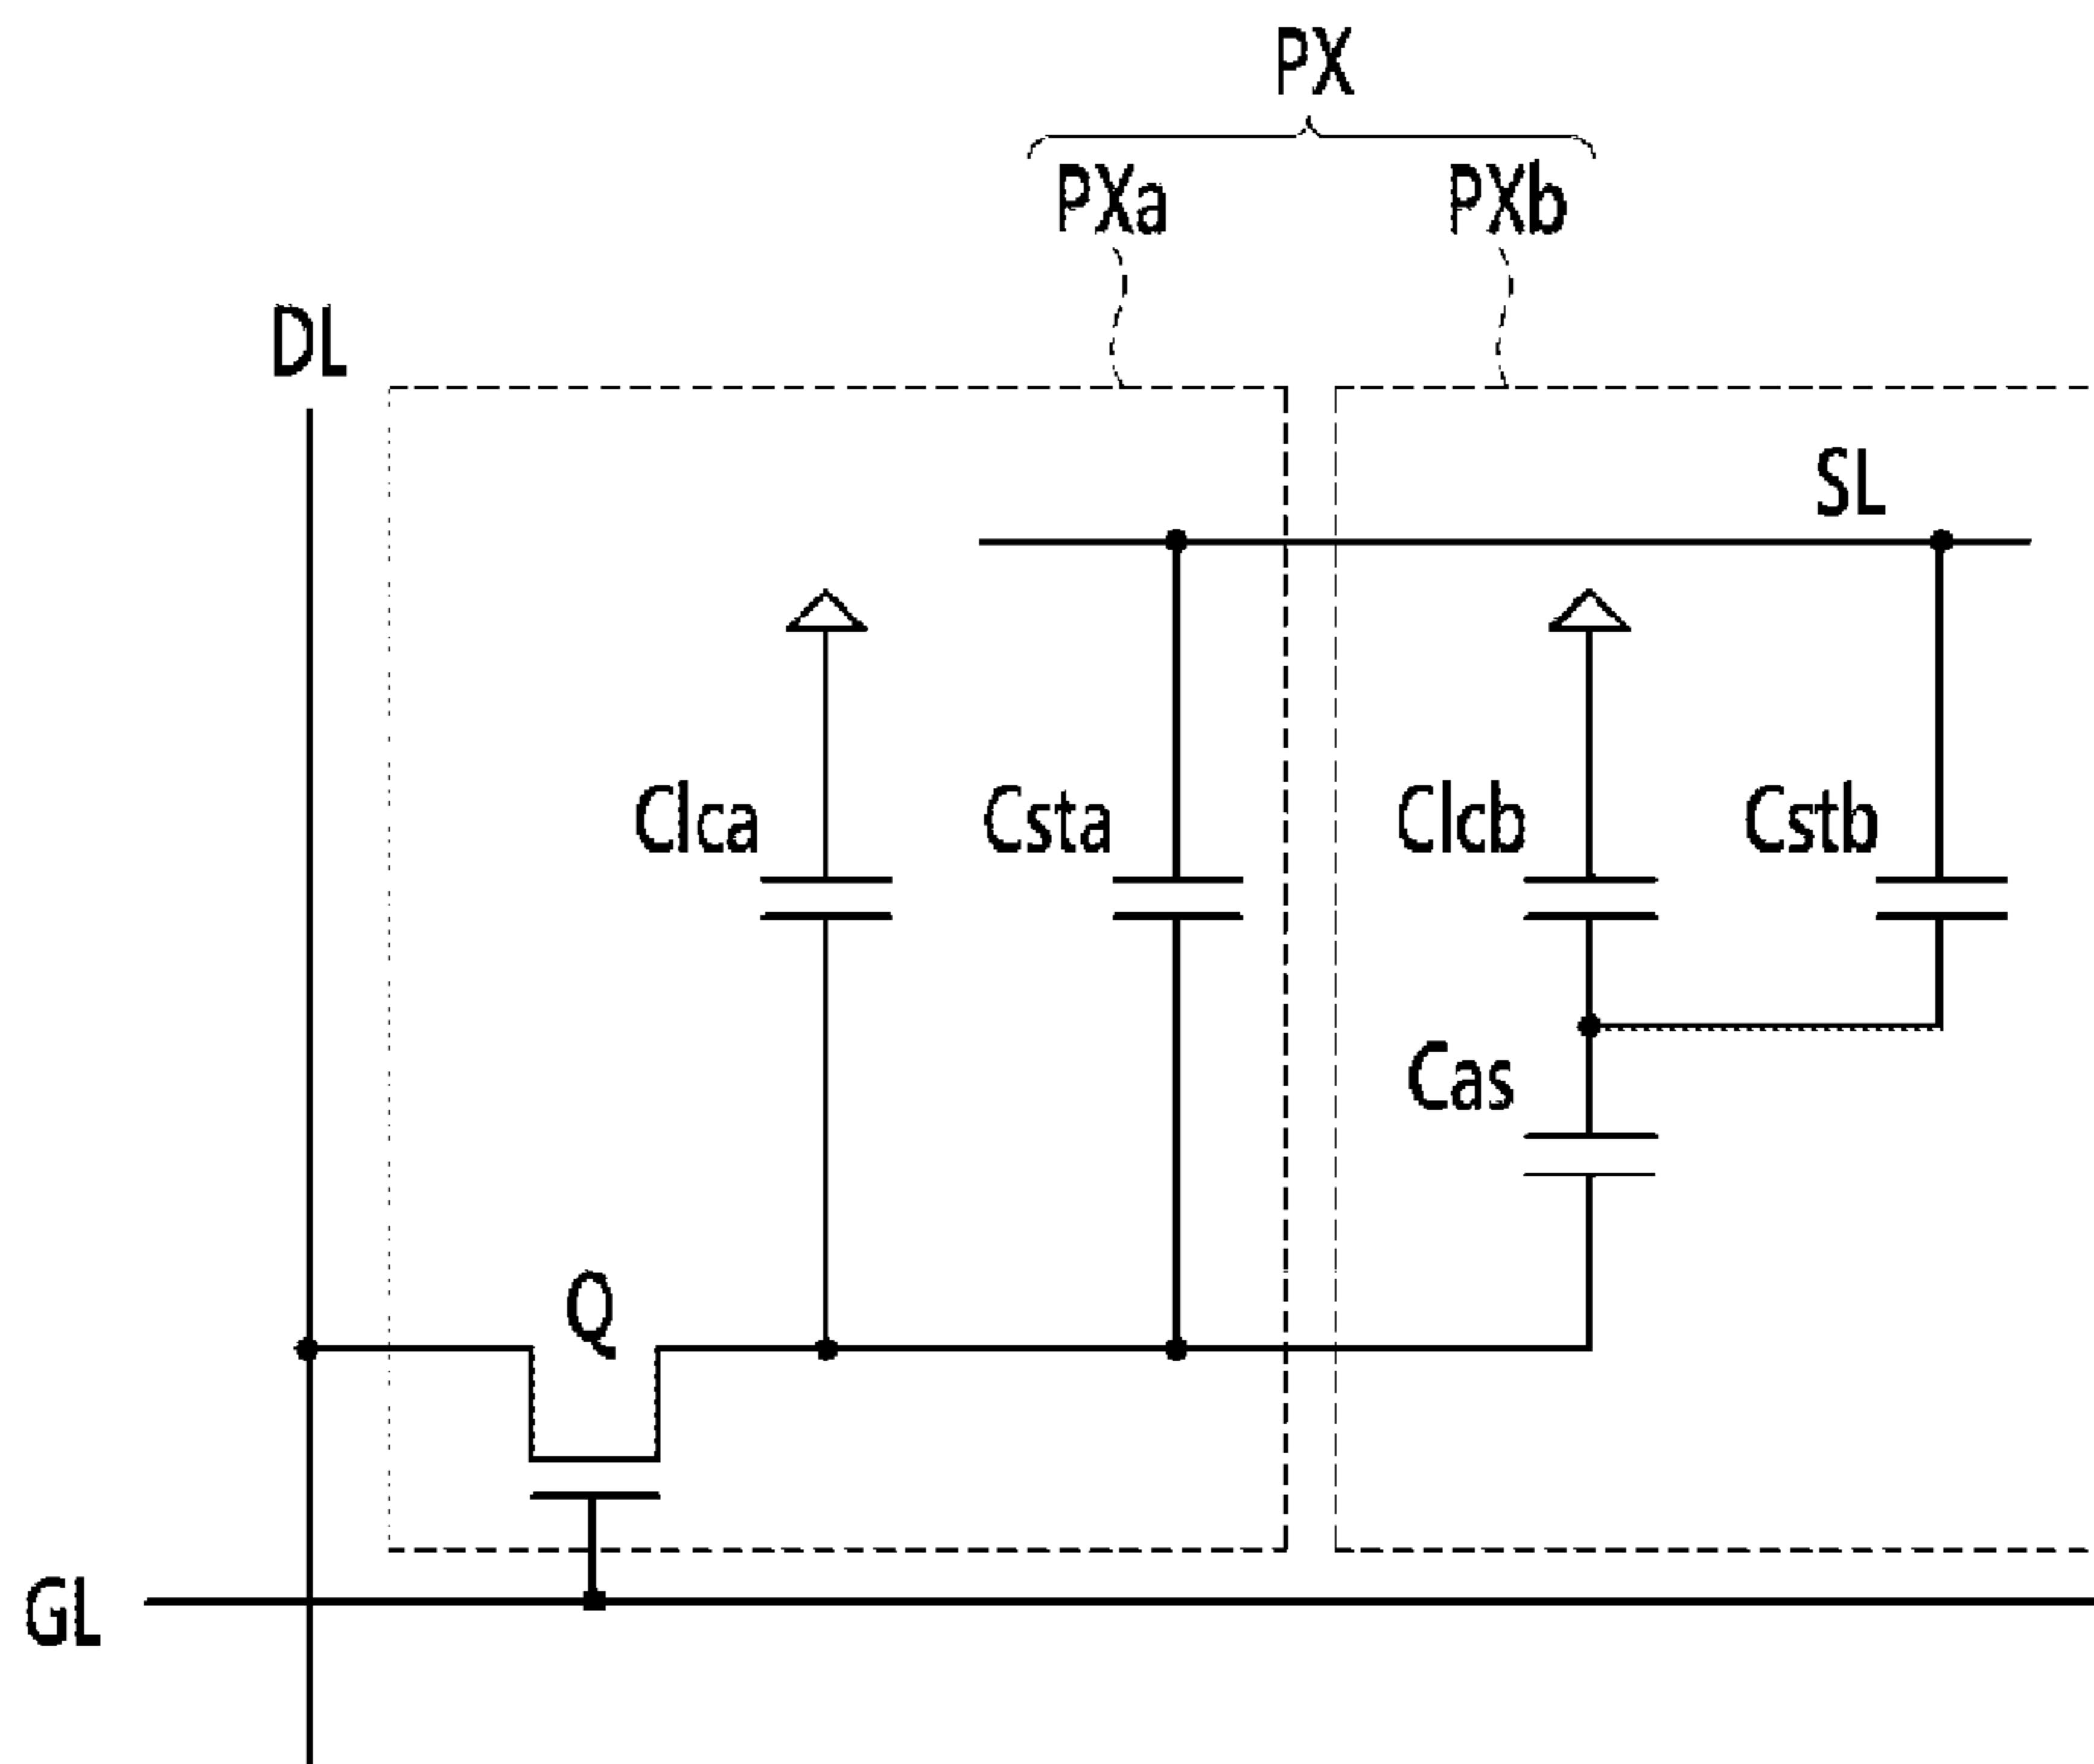 PX
PXa
PXb
DL
SL
Clca
Csta
Clcb
Cstb
Cas
Q
GL